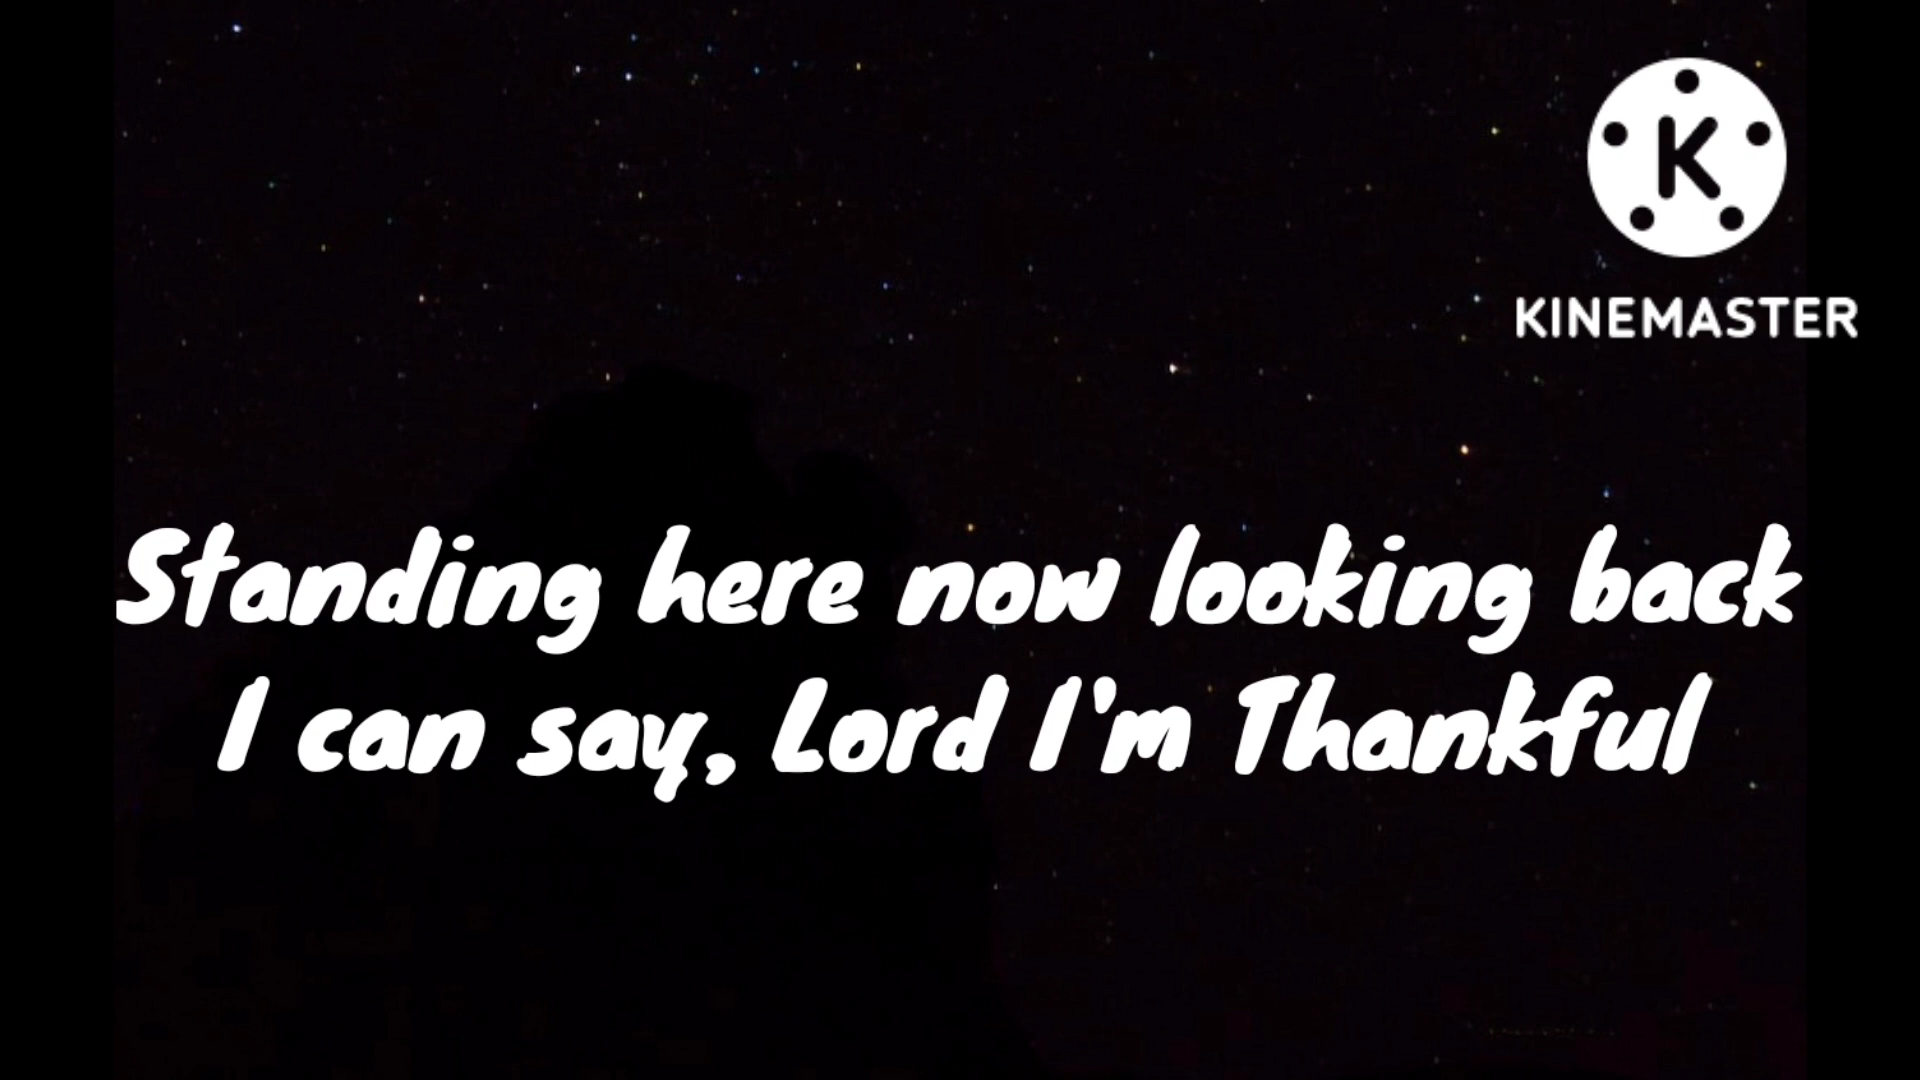 K
KINEMASTER
Standing here now looking back
I can say, Lord I'm Thankful